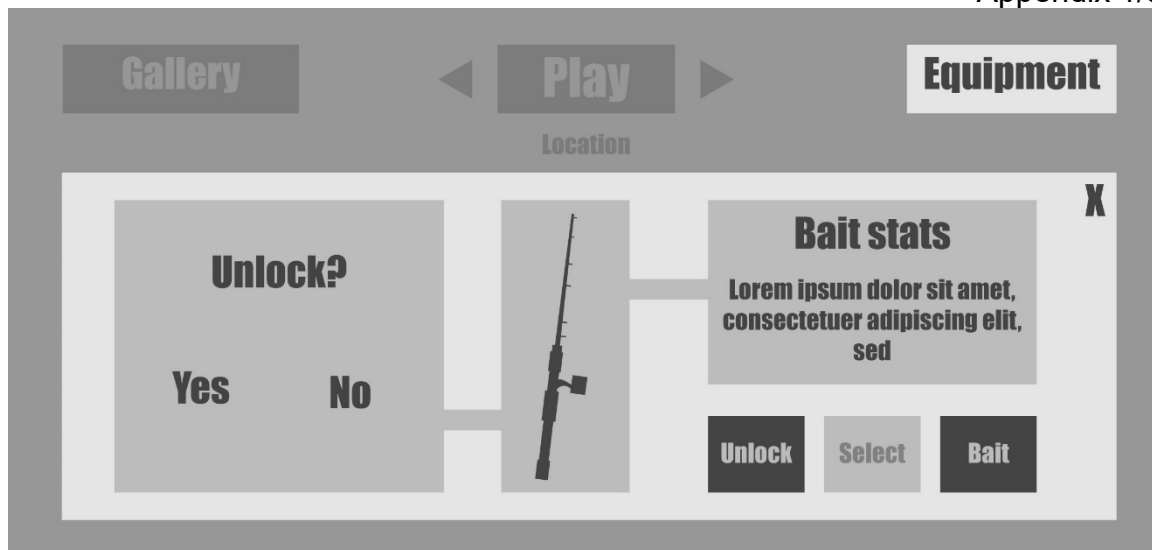 Gallery
Play
Equipment
Location
X
Unlock?
Yes No
Bait stats
Lorem ipsum dolor sit amet,
consectetuer adipiscing elit,
sed
Unlock
Select
Bait